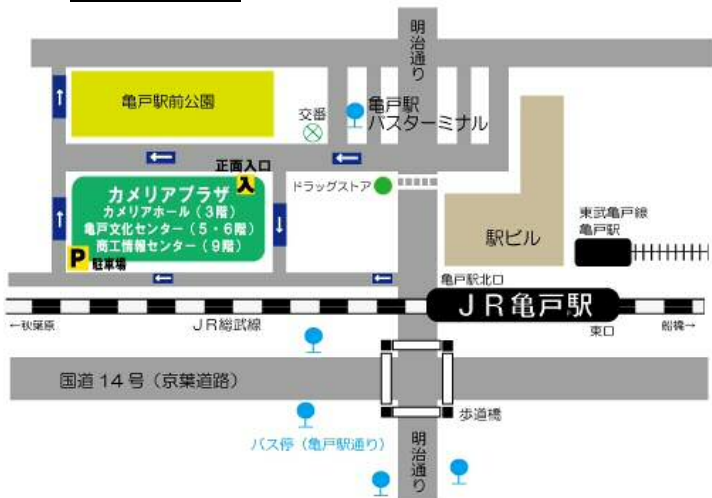 明治通り
亀戸駅前公園
交番
亀戸駅
バスターミナル
正面入口
入
カメリアプラザ
カメリアホール（３階）
亀戸文化センター（５・６階）
商工情報センター（９階）
P 駐車場
ドラッグストア
駅ビル
東武亀戸線
亀戸駅
亀戸駅北口
ＪＲ亀戸駅
←秋葉原
ＪＲ総武線
東口
船橋→
国道14号（京葉道路）
歩道橋
バス停（亀戸駅通り）
明治通り